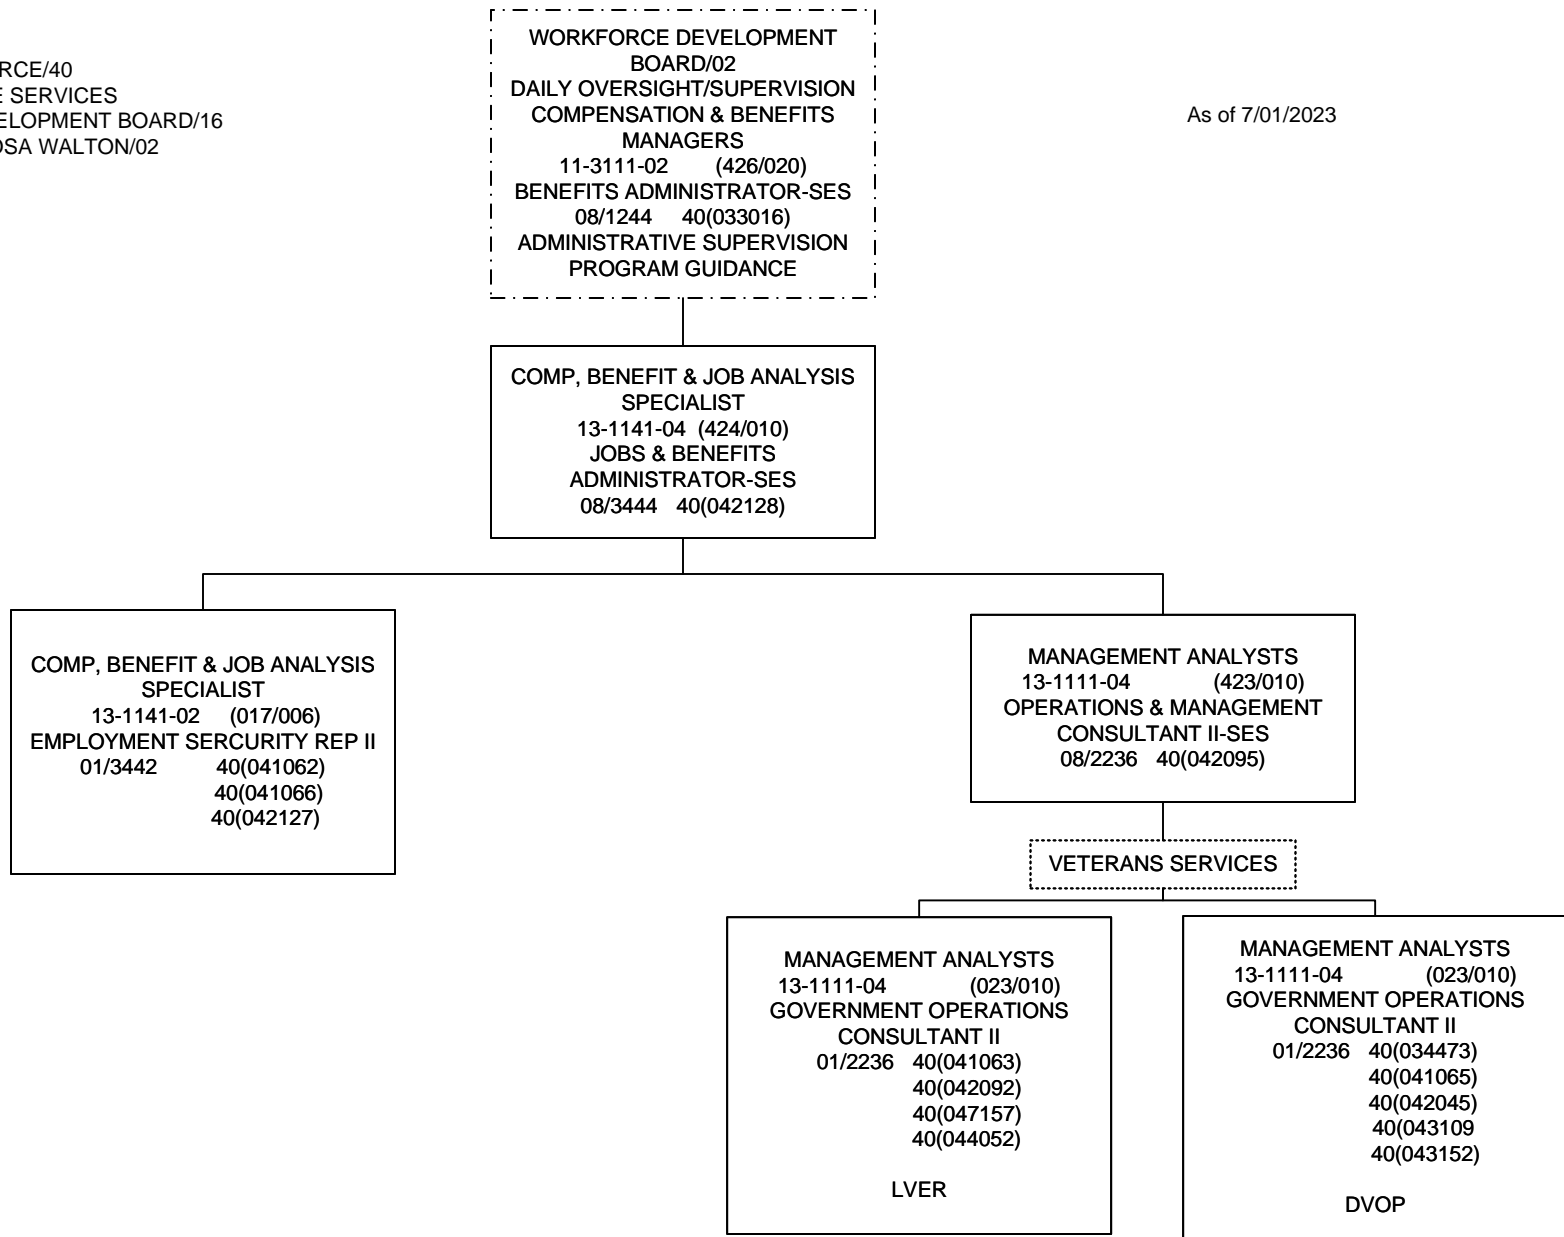 RCE/40
E SERVICES
ELOPMENT BOARD/16
OSA WALTON/02
As of 7/01/2023
WORKFORCE DEVELOPMENT
BOARD/02
DAILY OVERSIGHT/SUPERVISION
COMPENSATION & BENEFITS
MANAGERS
11-3111-02 (426/020)
BENEFITS ADMINISTRATOR-SES
08/1244 40(033016)
ADMINISTRATIVE SUPERVISION
PROGRAM GUIDANCE
COMP, BENEFIT & JOB ANALYSIS
SPECIALIST
13-1141-04 (424/010)
JOBS & BENEFITS
ADMINISTRATOR-SES
08/3444 40(042128)
COMP, BENEFIT & JOB ANALYSIS
SPECIALIST
13-1141-02 (017/006)
EMPLOYMENT SERCURITY REP II
01/3442 40(041062)
40(041066)
40(042127)
MANAGEMENT ANALYSTS
13-1111-04 (423/010)
OPERATIONS & MANAGEMENT
CONSULTANT II-SES
08/2236 40(042095)
VETERANS SERVICES
MANAGEMENT ANALYSTS
13-1111-04 (023/010)
GOVERNMENT OPERATIONS
CONSULTANT II
01/2236 40(041063)
40(042092)
40(047157)
40(044052)
LVER
MANAGEMENT ANALYSTS
13-1111-04 (023/010)
GOVERNMENT OPERATIONS
CONSULTANT II
01/2236 40(034473)
40(041065)
40(042045)
40(043109
40(043152)
DVOP